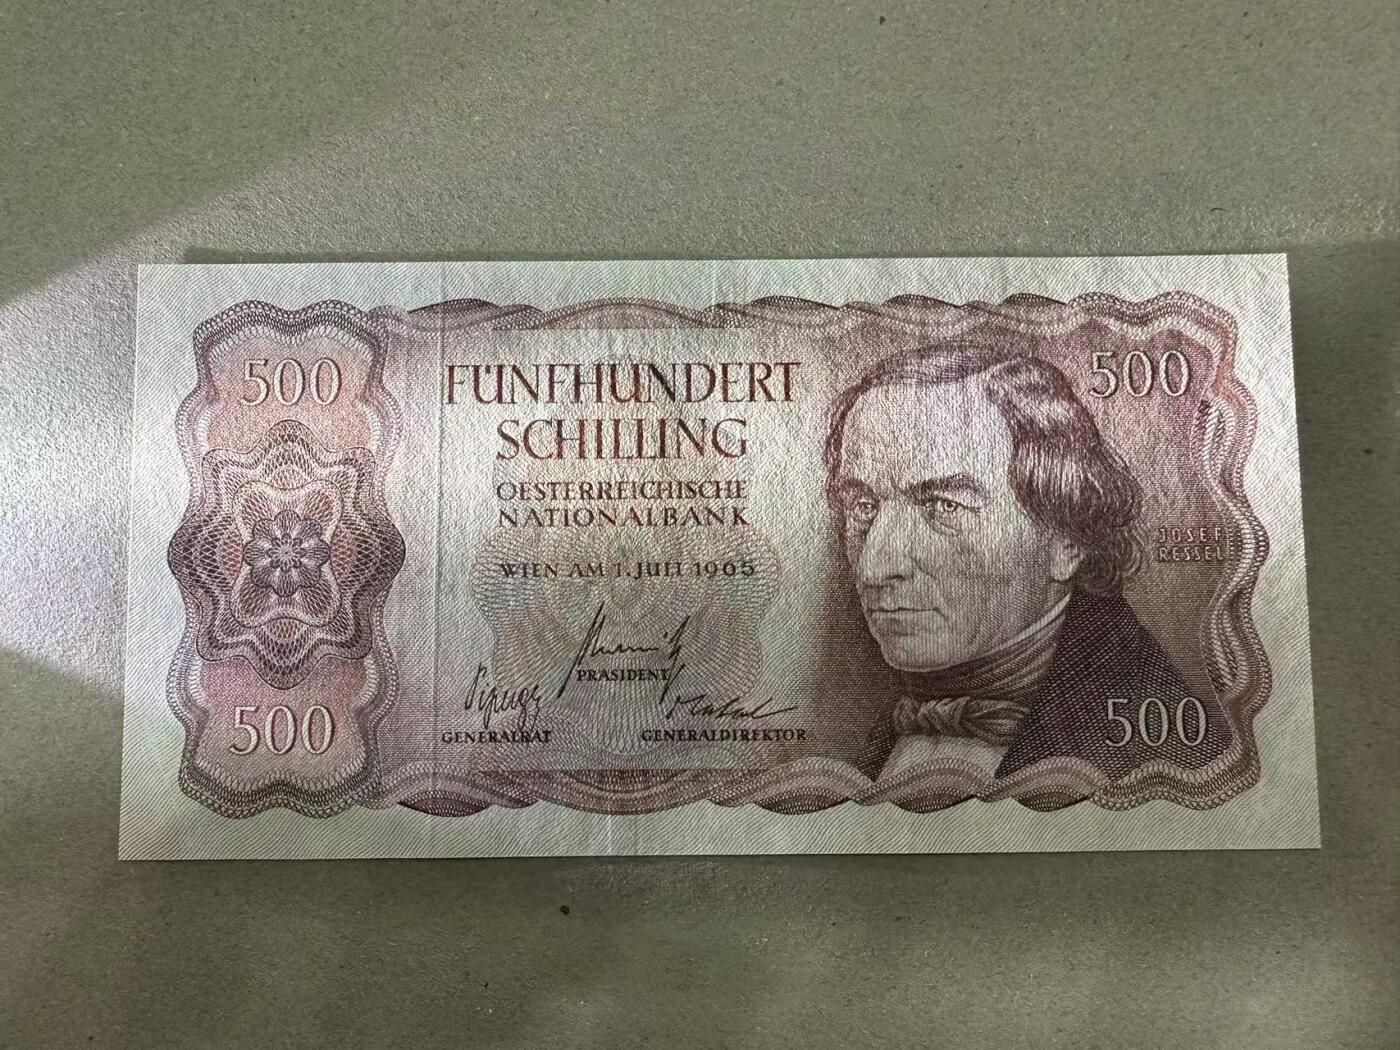 500
500
FÜNFHUNDERT
SCHILLING
OESTERREICHISCHE
NATIONALBANK
WIEN AM 1. JULI 1965
JOSEF
RESSEL
PRÄSIDENT
GENERALRAT
GENERALDIREKTOR
500
500